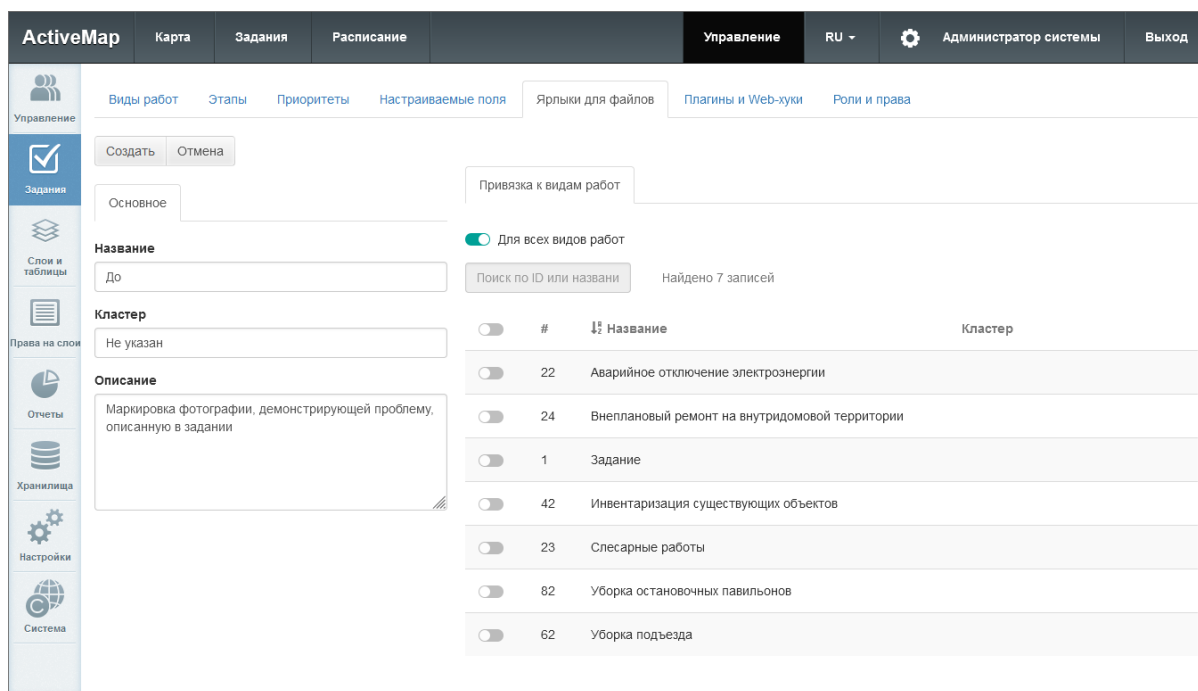 ActiveMap Карта Задания Расписание Управление RU Администратор системы Выход
Управление
Задания
Слои и
таблицы
Права на слои
Отчеты
Хранилища
Настройки
Система
Виды работ Этапы Приоритеты Настраиваемые поля Ярлыки для файлов Плагины и Web-хуки Роли и права
Создать Отмена
Основное
Название
До
Кластер
Не указан
Описание
Маркировка фотографии, демонстрирующей проблему,
описанную в задании
Привязка к видам работ
Для всех видов работ
Поиск по ID или названи Найдено 7 записей
# Название Кластер
22 Аварийное отключение электроэнергии
24 Внеплановый ремонт на внутридомовой территории
1 Задание
42 Инвентаризация существующих объектов
23 Слесарные работы
82 Уборка остановочных павильонов
62 Уборка подъезда